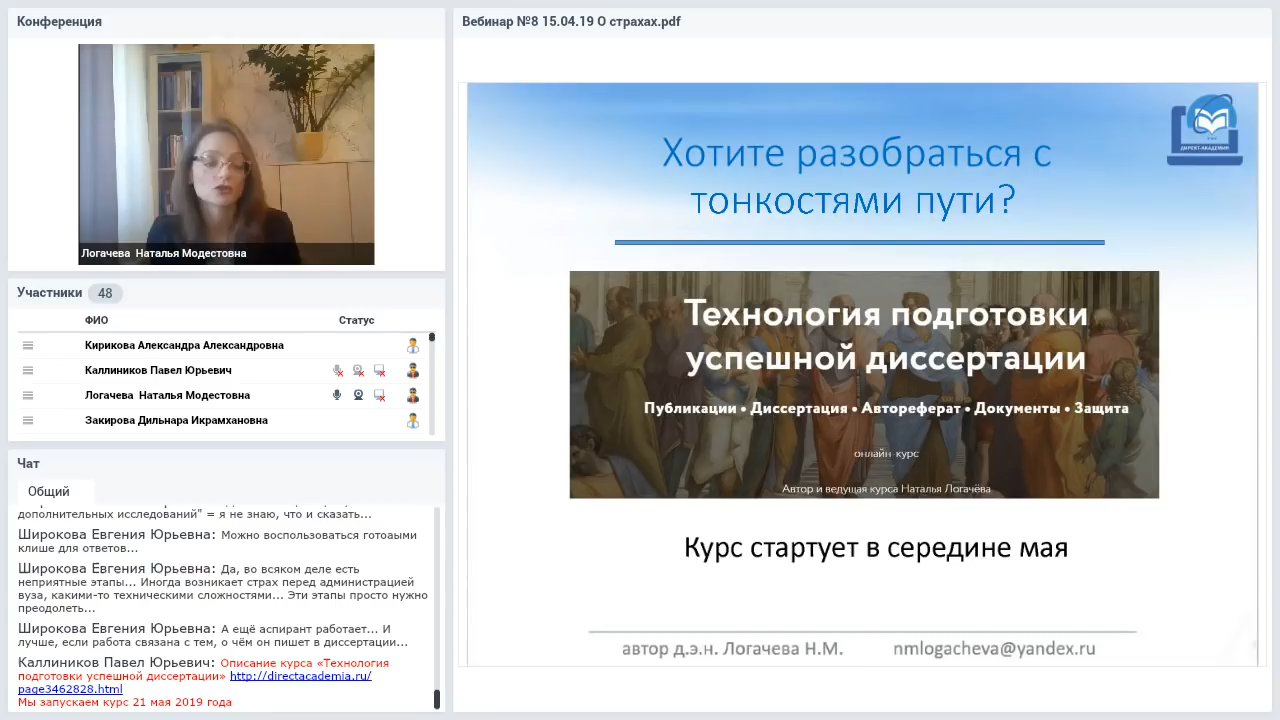 Конференция
Логачева  Наталья Модестовна
Участники 48
ФИО Статус
Кирикова Александра Александровна
Каллиников Павел Юрьевич
Логачева  Наталья Модестовна
Закирова Дильнара Икрамхановна
Чат
Общий
дополнительных исследований" = я не знаю, что и сказать...
Широкова Евгения Юрьевна: Можно воспользоваться готоаыми
клише для ответов...
Широкова Евгения Юрьевна: Да, во всяком деле есть
неприятные этапы... Иногда возникает страх перед администрацией
вуза, какими-то техническими сложностями... Эти этапы просто нужно
преодолеть...
Широкова Евгения Юрьевна: А ещё аспирант работает... И
лучше, если работа связана с тем, о чём он пишет в диссертации...
Каллиников Павел Юрьевич: Описание курса «Технология
подготовки успешной диссертации» http://directacademia.ru/
page3462828.html
Мы запускаем курс 21 мая 2019 года
Вебинар №8 15.04.19 О страхах.pdf
ДИРЕКТ-АКАДЕМИЯ
Хотите разобраться с
тонкостями пути?
Технология подготовки
успешной диссертации
Публикации • Диссертация • Автореферат • Документы • Защита
онлайн-курс
Автор и ведущая курса Наталья Логачёва
Курс стартует в середине мая
автор д.э.н. Логачева Н.М. nmlogacheva@yandex.ru